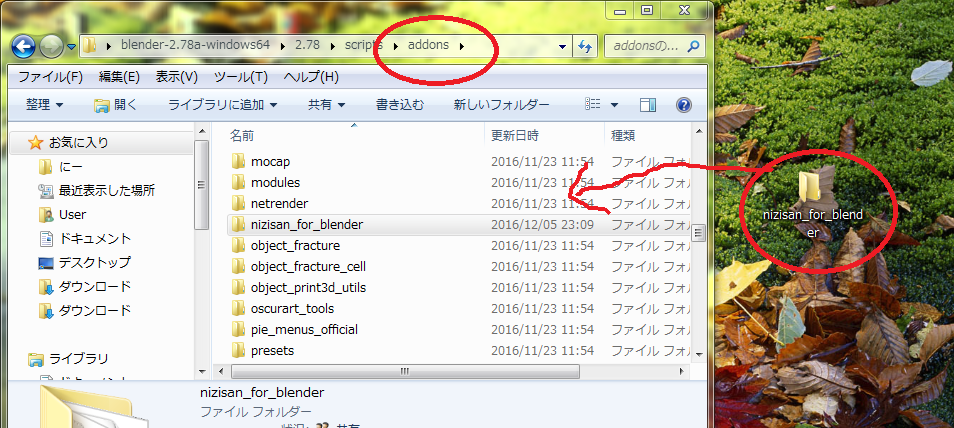 blender-2.78a-windows64 2.78 scripts addons addonsの...
ファイル(F) 編集(E) 表示(V) ツール(T) ヘルプ(H)
整理 開く ライブラリに追加 共有 書き込む 新しいフォルダー
お気に入り
にー
最近表示した場所
User
ドキュメント
デスクトップ
ダウンロード
ダウンロード
ライブラリ
ドキュメント
名前 更新日時 種類
mocap 2016/11/23 11:54 ファイル フォ
modules 2016/11/23 11:54 ファイル フォ
netrender 2016/11/23 11:54 ファイル フォ
nizisan_for_blender 2016/12/05 23:09 ファイル フォ
object_fracture 2016/11/23 11:54 ファイル フォ
object_fracture_cell 2016/11/23 11:54 ファイル フォ
object_print3d_utils 2016/11/23 11:54 ファイル フォ
oscurart_tools 2016/11/23 11:54 ファイル フォ
pie_menus_official 2016/11/23 11:54 ファイル フォ
presets 2016/11/23 11:54 ファイル フォ
nizisan_for_blender
ファイル フォルダー
状況: 共有
nizisan_for_blend
er